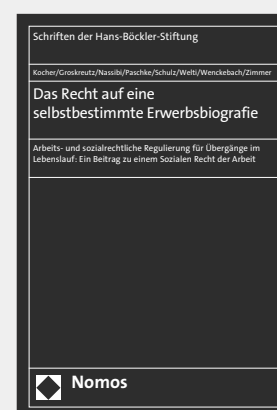 Schriften der Hans-Böckler-Stiftung
Kocher/Groskreutz/Nassibi/Paschke/Schulz/Welti/Wenckebach/Zimmer
Das Recht auf eine
selbstbestimmte Erwerbsbiografie
Arbeits- und sozialrechtliche Regulierung für Übergänge im
Lebenslauf: Ein Beitrag zu einem Sozialen Recht der Arbeit
Nomos